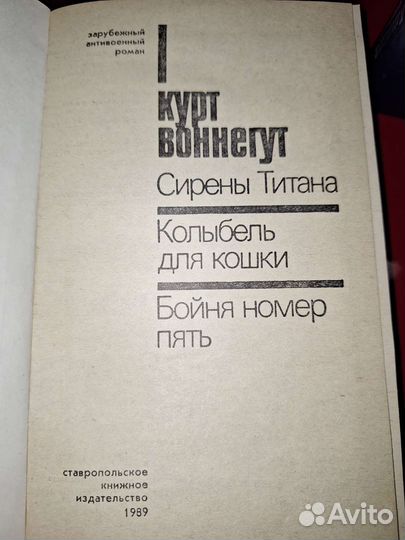 зарубежный
антивоенный
роман
курт
воннегут
Сирены Титана
Колыбель
для кошки
Бойня номер
пять
ставропольское
книжное
издательство
1989
Avito